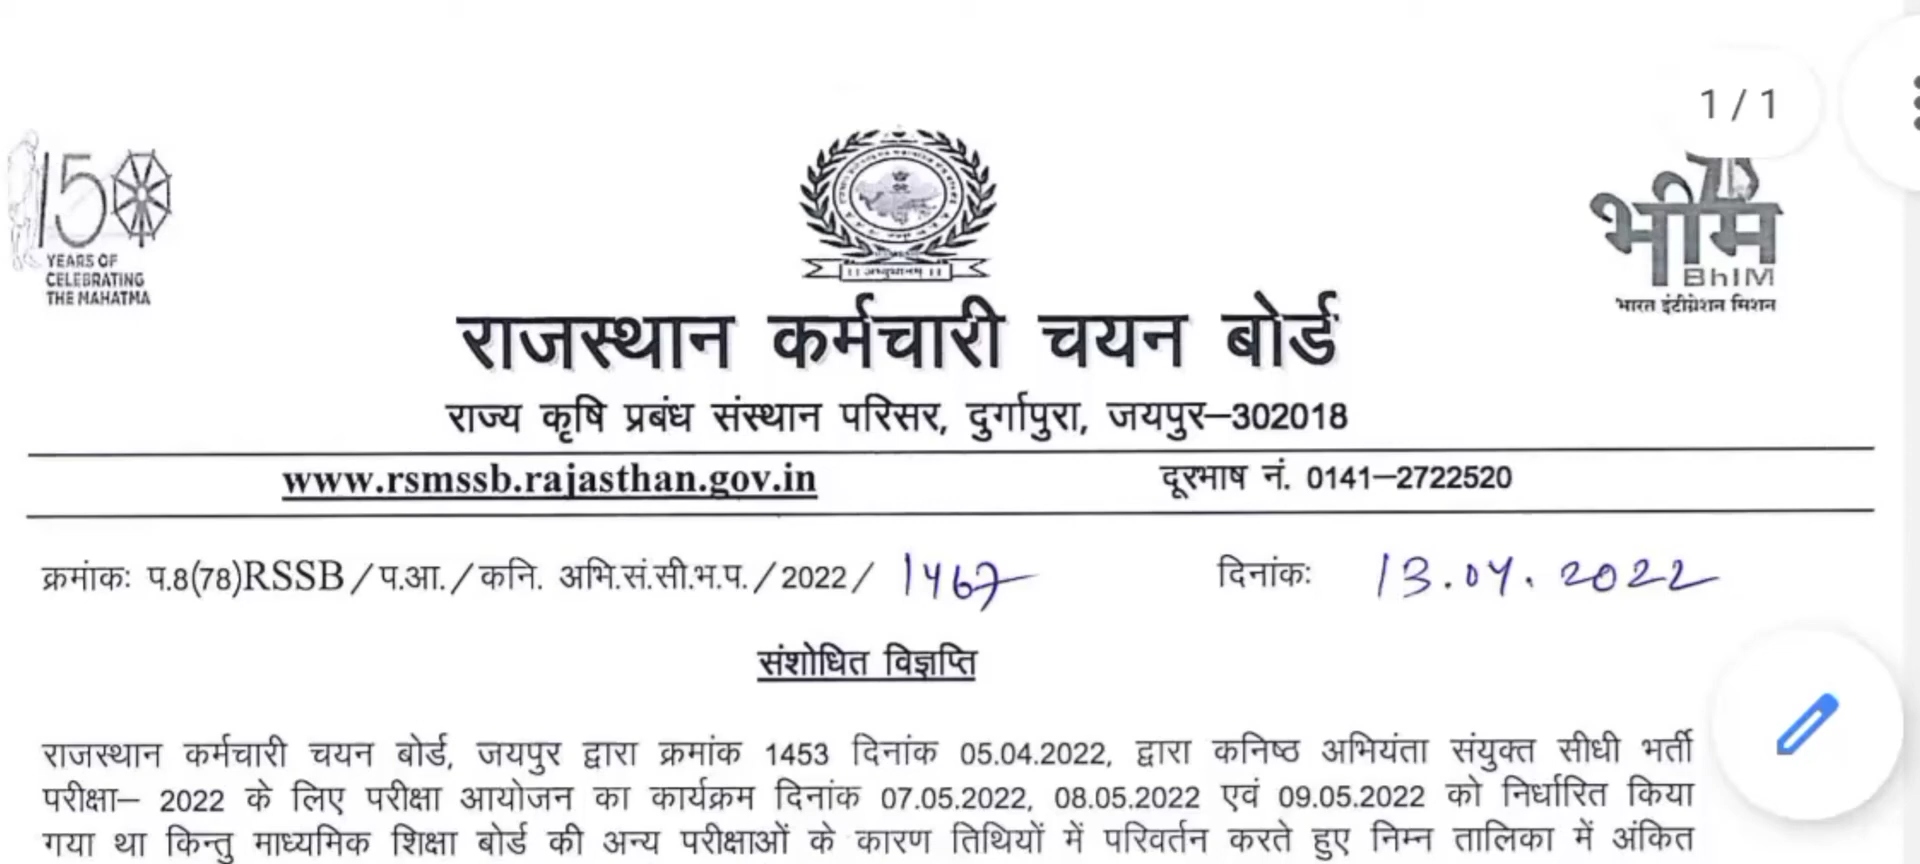 1 / 1
150
YEARS OF
CELEBRATING
THE MAHATMA
भीम
BhIM
भारत इंटीग्रेशन मिशन
राजस्थान कर्मचारी चयन बोर्ड
राज्य कृषि प्रबंध संस्थान परिसर, दुर्गापुरा, जयपुर–302018
www.rsmssb.rajasthan.gov.in दूरभाष नं. 0141–2722520
क्रमांकः प.8(78)RSSB/प.आ./कनि. अभि.सं.सी.भ.प./2022/ 1467 दिनांकः 13.04.2022
संशोधित विज्ञप्ति
राजस्थान कर्मचारी चयन बोर्ड, जयपुर द्वारा क्रमांक 1453 दिनांक 05.04.2022, द्वारा कनिष्ठ अभियंता संयुक्त सीधी भर्ती
परीक्षा– 2022 के लिए परीक्षा आयोजन का कार्यक्रम दिनांक 07.05.2022, 08.05.2022 एवं 09.05.2022 को निर्धारित किया
गया था किन्तु माध्यमिक शिक्षा बोर्ड की अन्य परीक्षाओं के कारण तिथियों में परिवर्तन करते हुए निम्न तालिका में अंकित